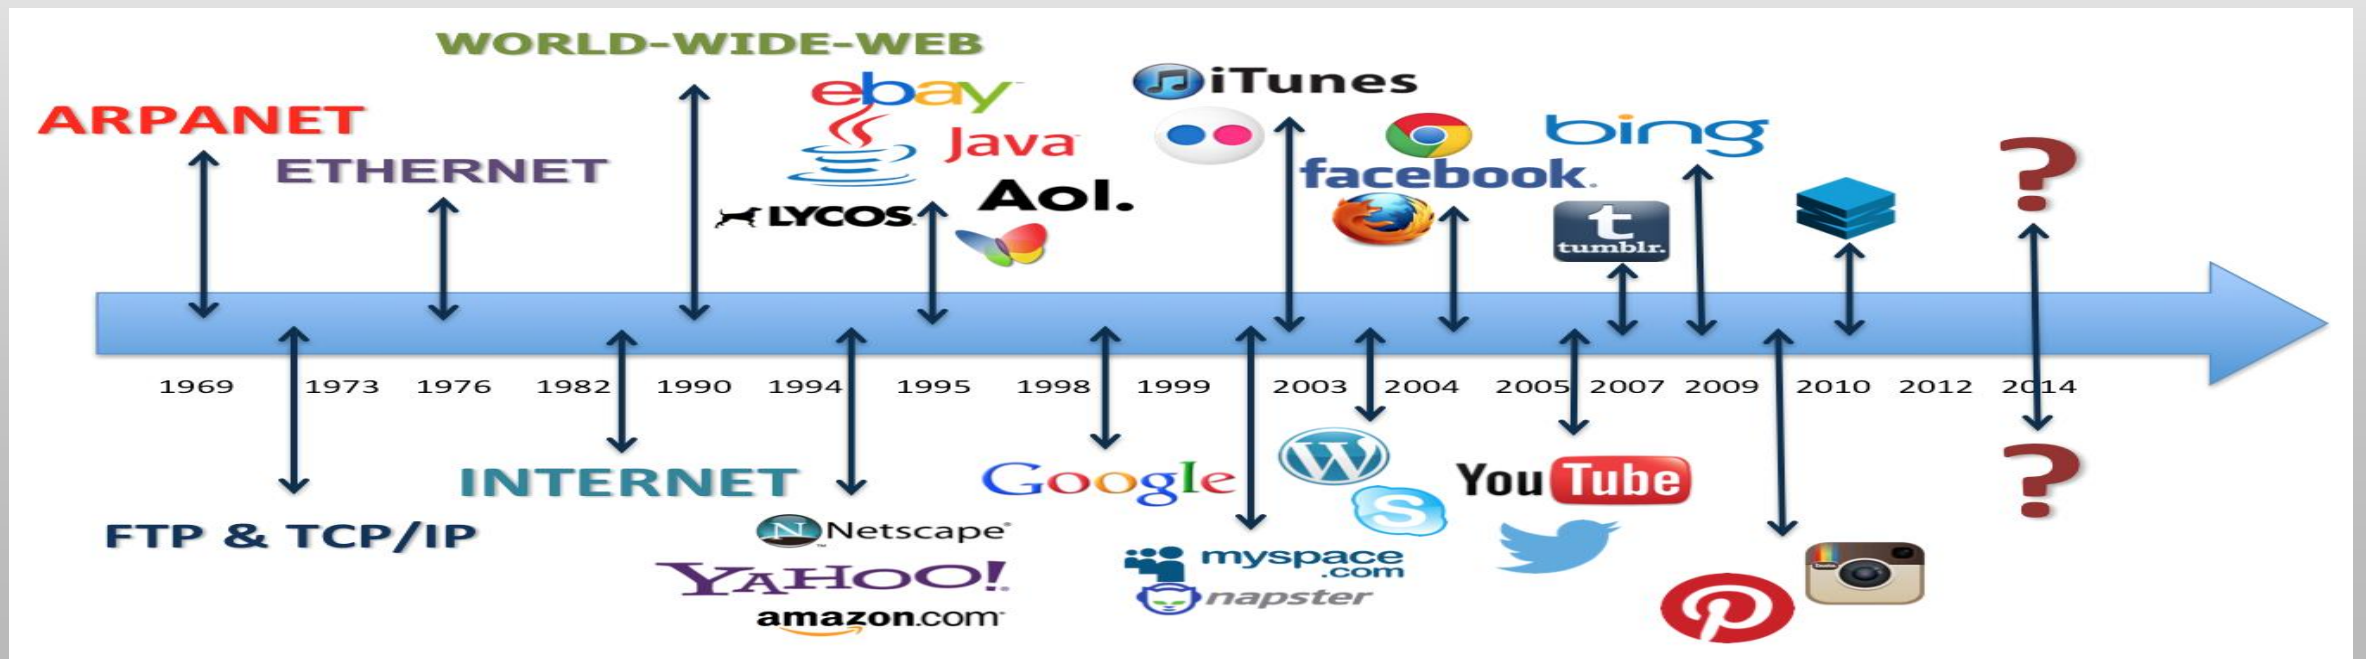 WORLD-WIDE-WEB
ARPANET
ETHERNET
ebay
Java
LYCOS
Aol.
iTunes
facebook.
bing
t
tumblr.
?
1969 1973 1976 1982 1990 1994 1995 1998 1999 2003 2004 2005 2007 2009 2010 2012 2014
FTP & TCP/IP
INTERNET
N Netscape®
YAHOO!
amazon.com
Google
myspace
.com
napster
W
S
You Tube
P
?